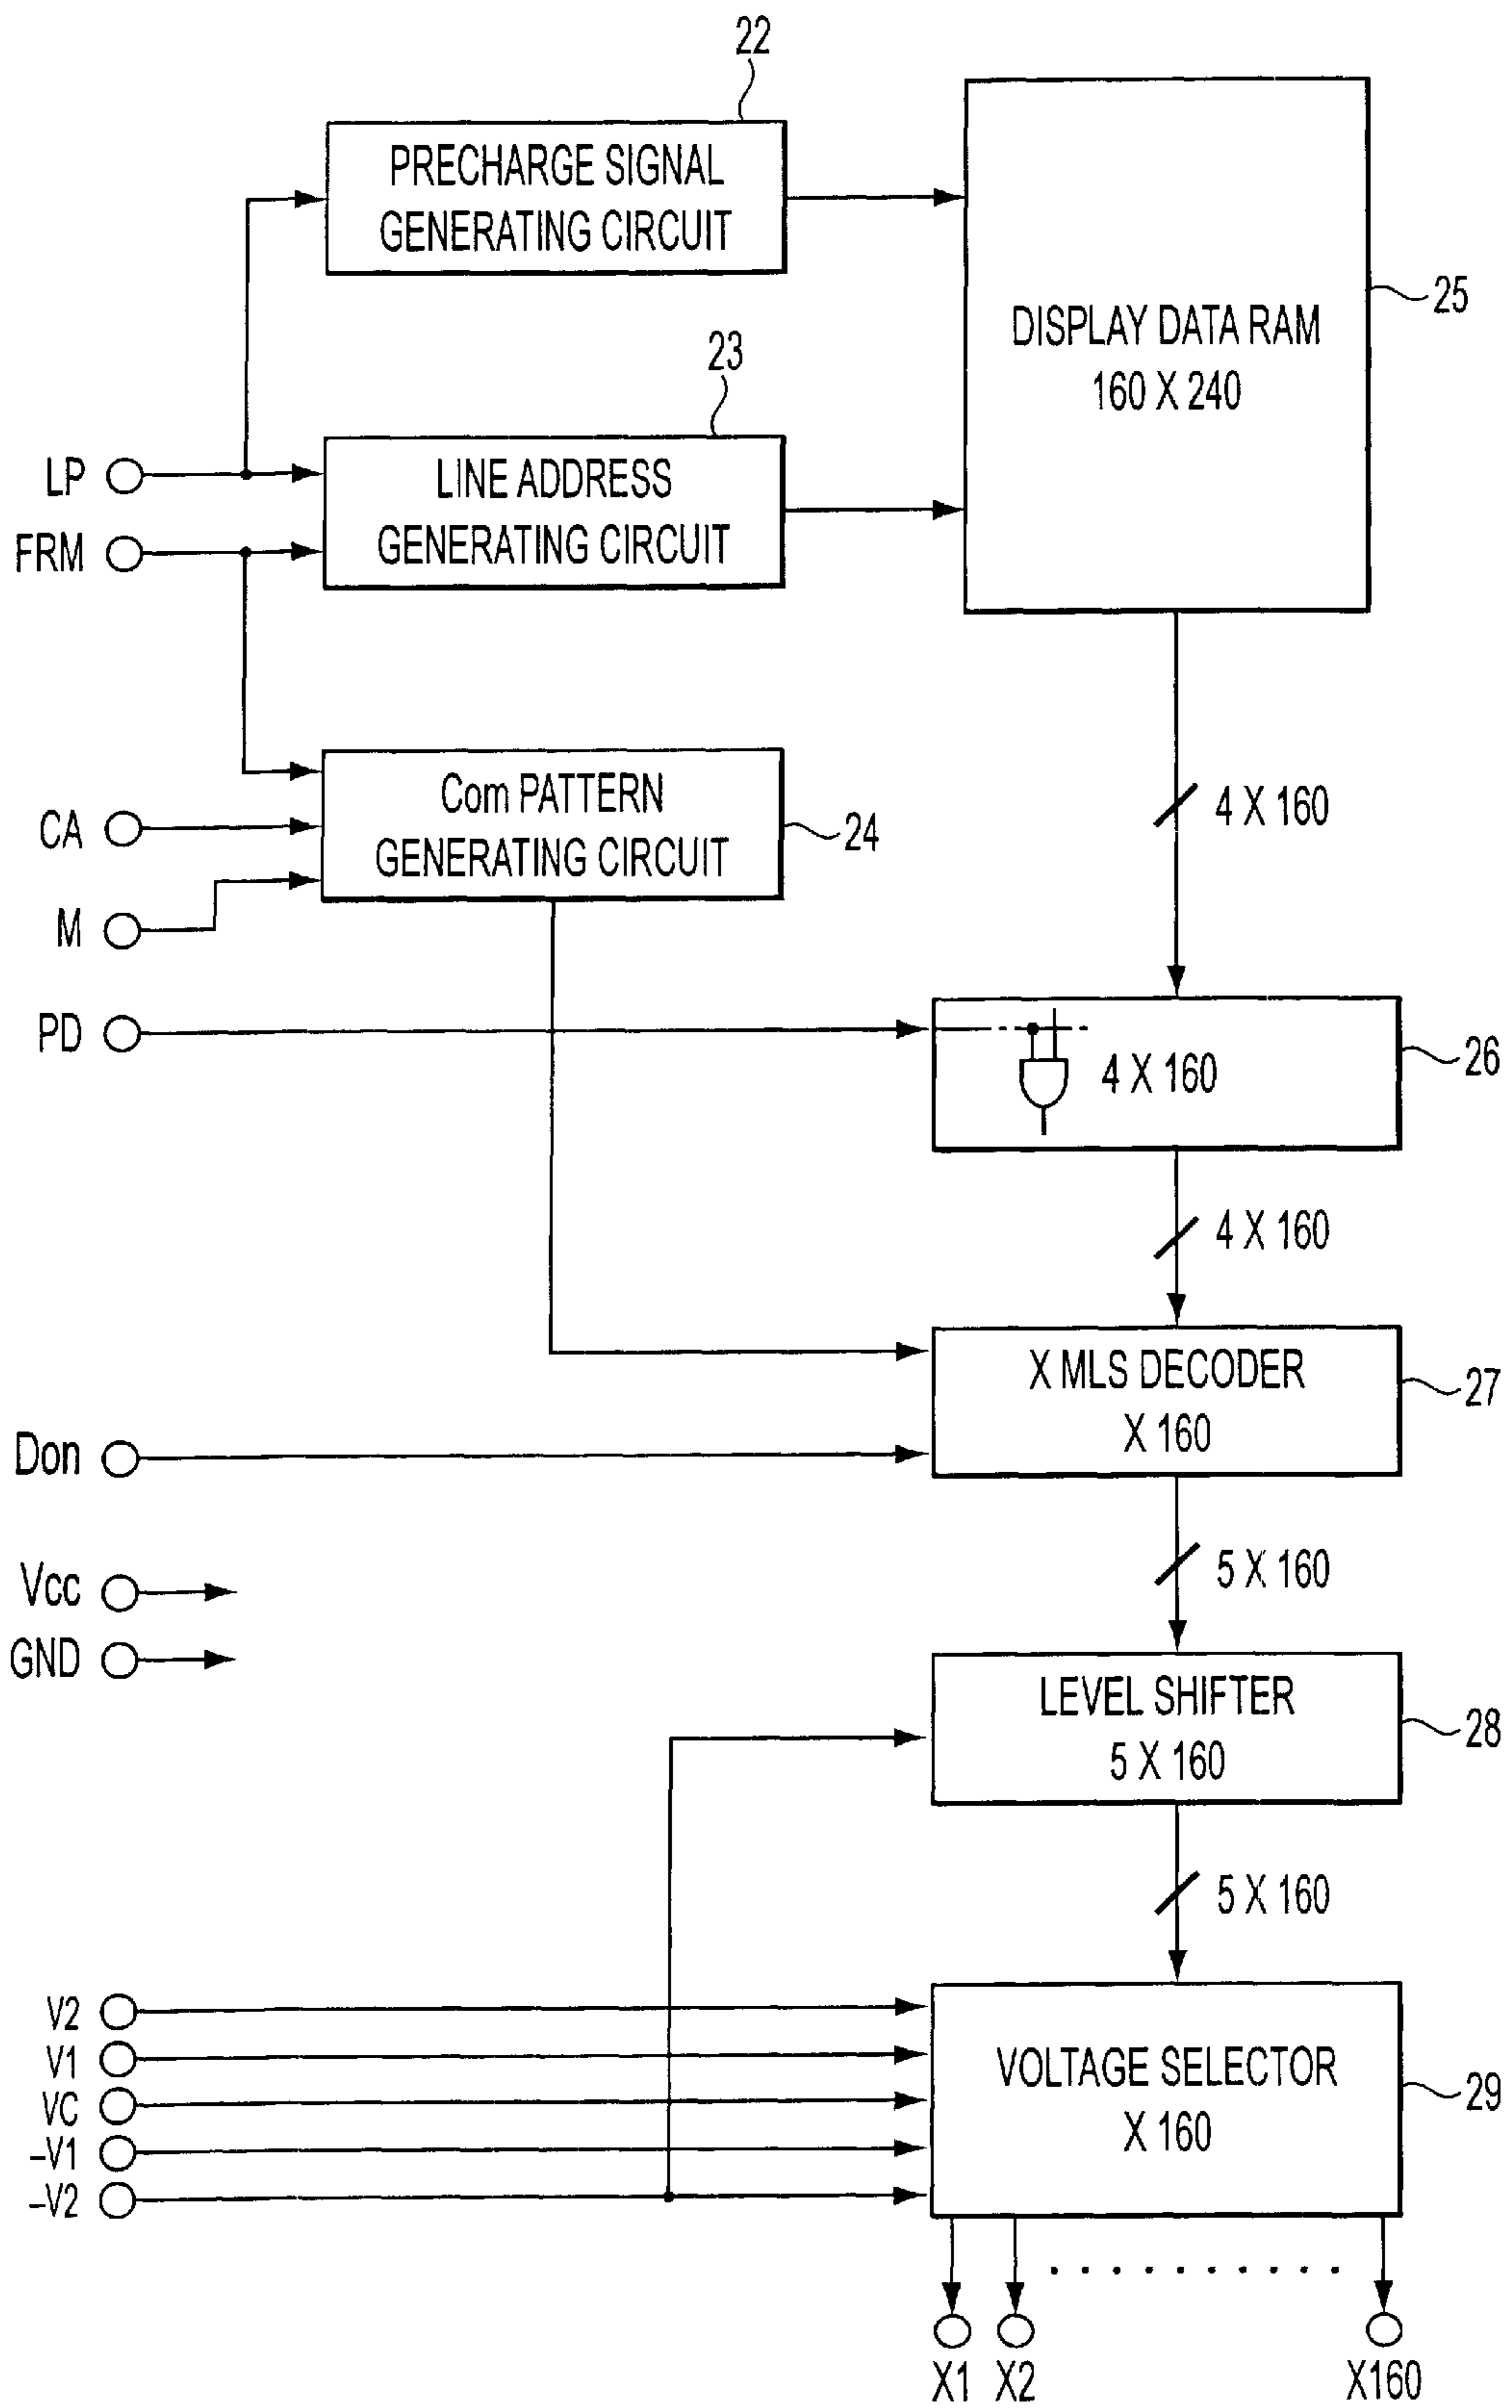 22
PRECHARGE SIGNAL
GENERATING CIRCUIT
25
DISPLAY DATA RAM
160 X 240
23
LP
LINE ADDRESS
GENERATING CIRCUIT
FRM
Com PATTERN
GENERATING CIRCUIT
24
4 X 160
CA
M
PD
4 X 160
26
4 X 160
X MLS DECODER
X 160
27
Don
Vcc
5 X 160
GND
LEVEL SHIFTER
5 X 160
28
5 X 160
V2
V1
VC
–V1
–V2
VOLTAGE SELECTOR
X 160
29
X1
X2
X160